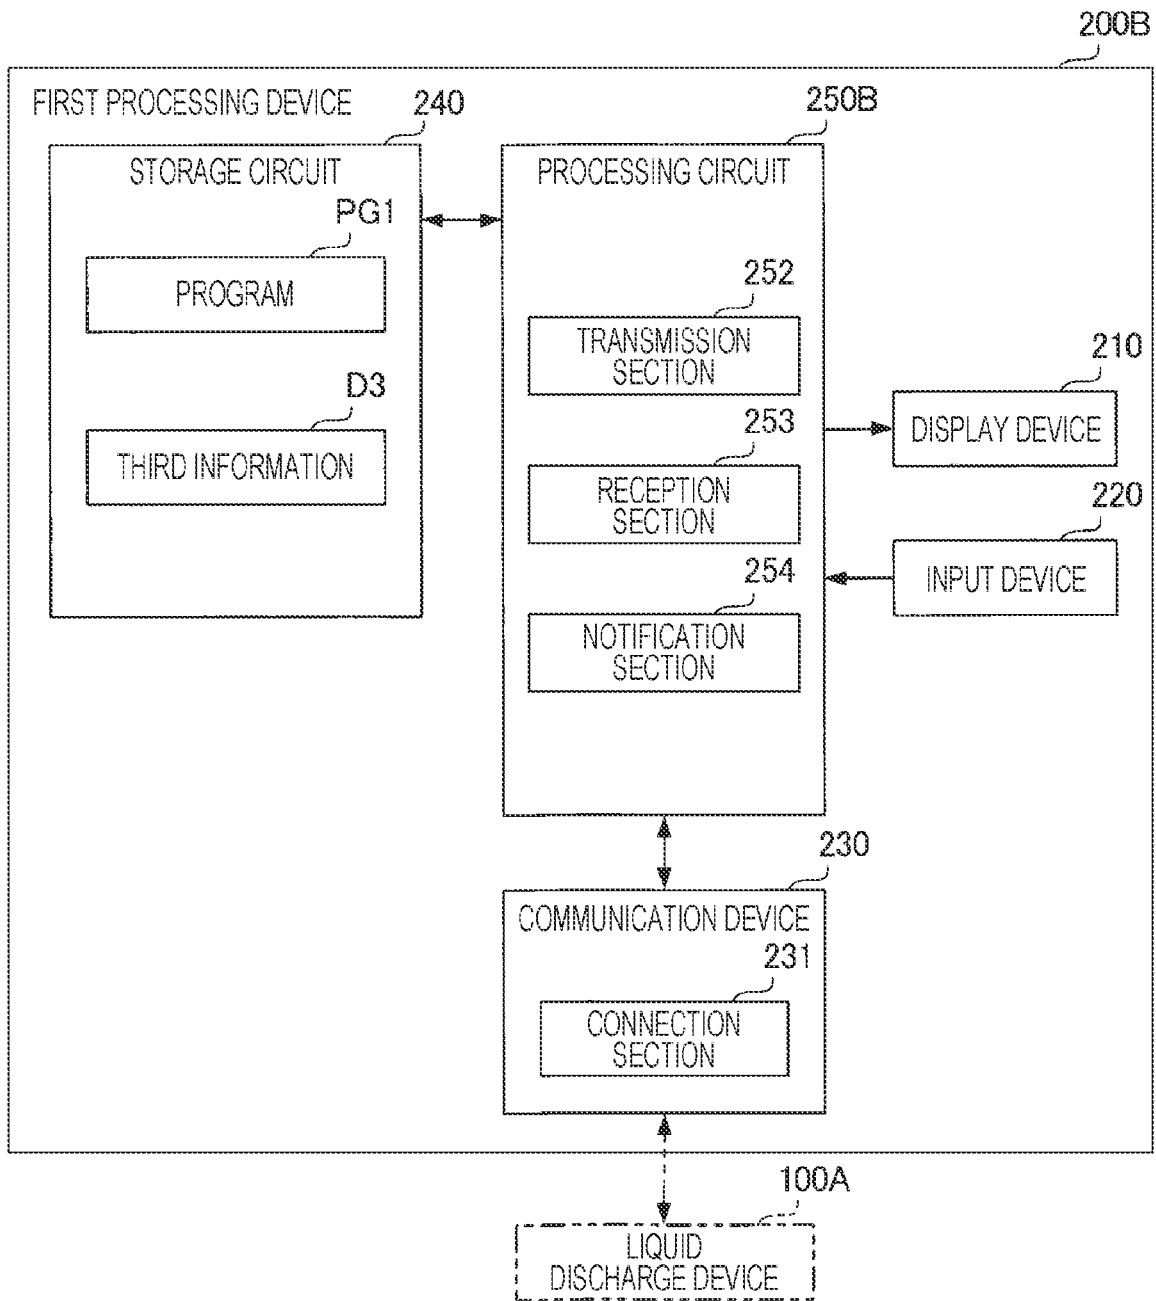 200B
FIRST PROCESSING DEVICE
240
STORAGE CIRCUIT
PG1
PROGRAM
D3
THIRD INFORMATION
250B
PROCESSING CIRCUIT
252
TRANSMISSION
SECTION
253
RECEPTION
SECTION
254
NOTIFICATION
SECTION
210
DISPLAY DEVICE
220
INPUT DEVICE
230
COMMUNICATION DEVICE
231
CONNECTION
SECTION
100A
LIQUID
DISCHARGE DEVICE